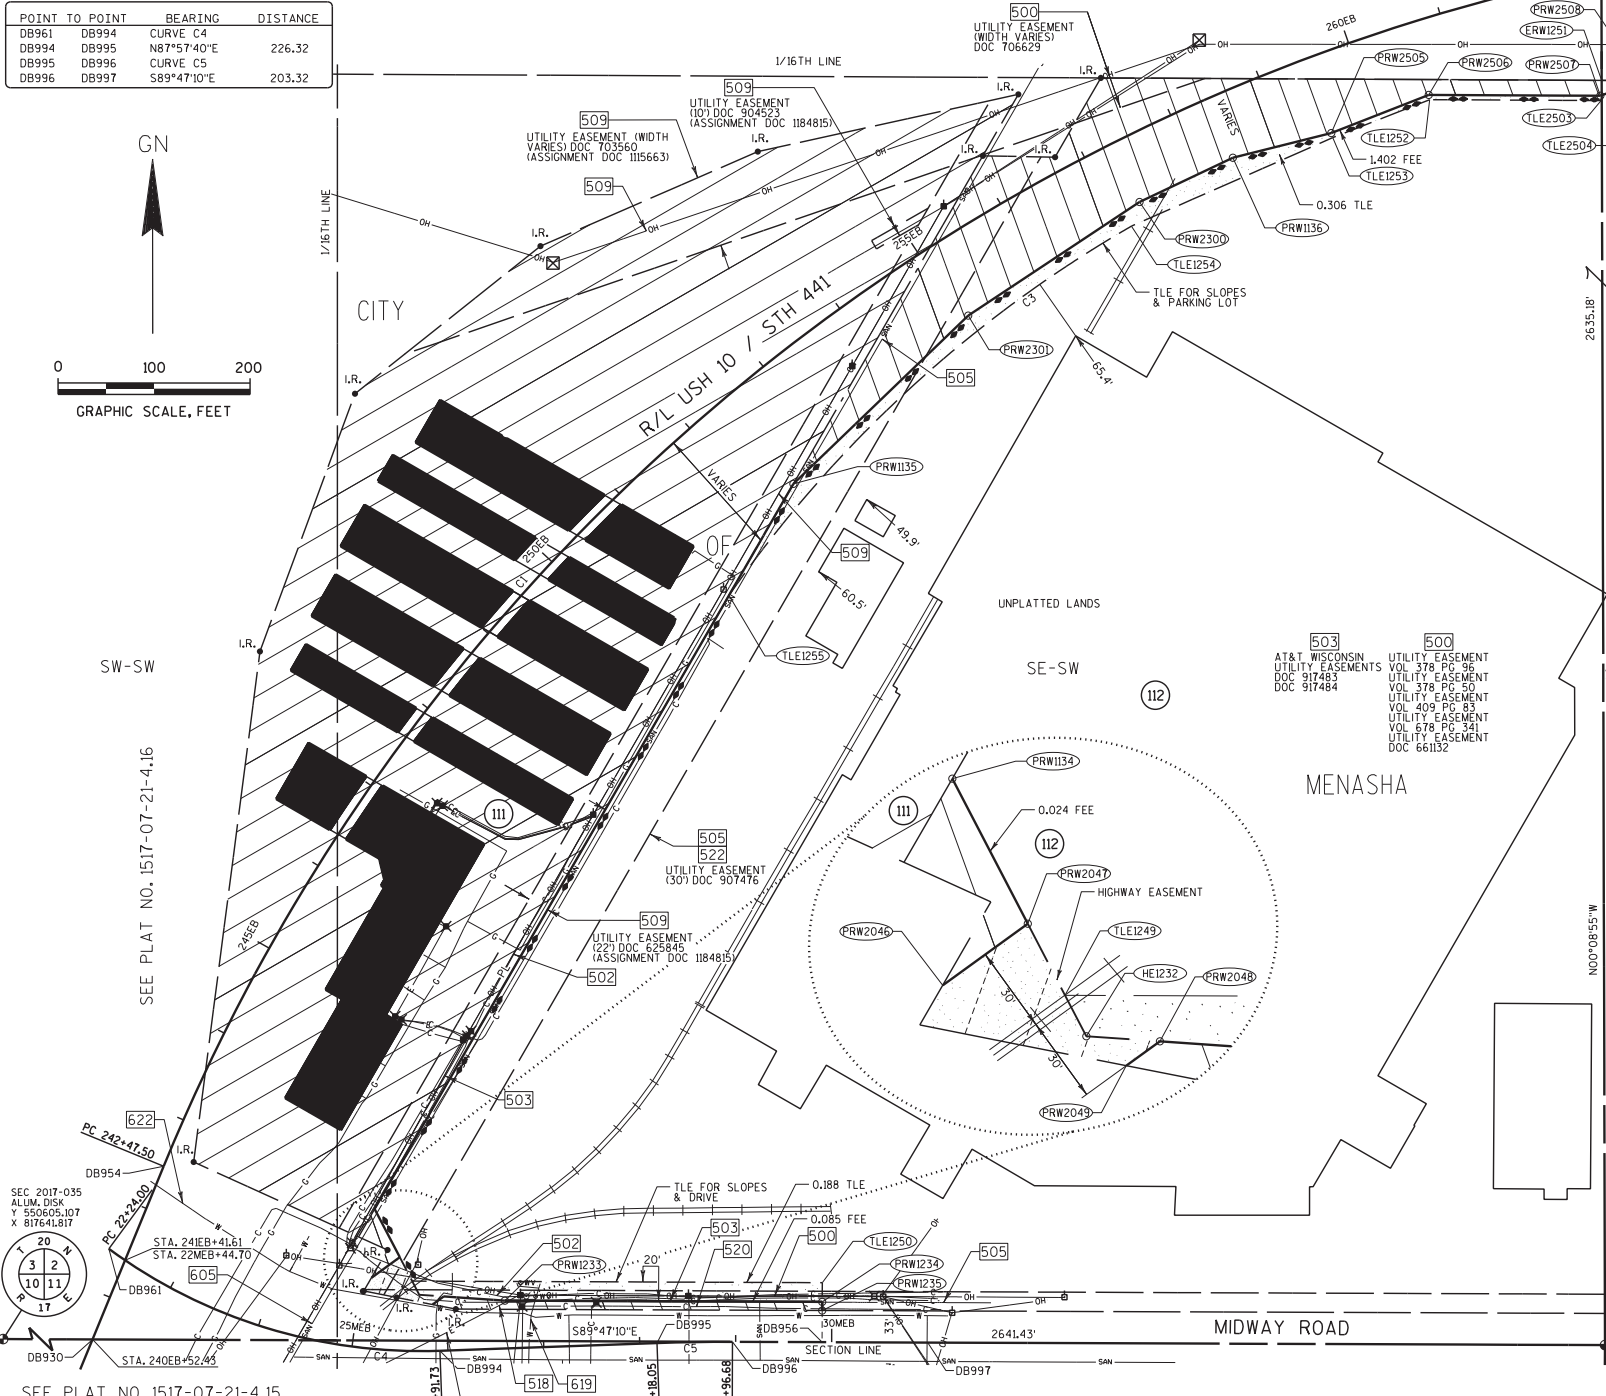 POINT TO POINT BEARING DISTANCE
DB961 DB994 CURVE C4
DB994 DB995 N87°57'40"E 226.32
DB995 DB996 CURVE C5
DB996 DB997 S89°47'10"E 203.32
GN
0 100 200
GRAPHIC SCALE, FEET
1/16TH LINE
1/16TH LINE
CITY
OF
MENASHA
509
UTILITY EASEMENT (WIDTH
VARIES) DOC 703560
(ASSIGNMENT DOC 1115663)
509
509
UTILITY EASEMENT
(10') DOC 904523
(ASSIGNMENT DOC 1184815)
500
UTILITY EASEMENT
(WIDTH VARIES)
DOC 706629
I.R.
I.R.
I.R.
I.R.
I.R.
I.R.
I.R.
I.R.
I.R.
I.R.
I.R.
260EB
255EB
250EB
245EB
VARIES
VARIES
R/L USH 10 / STH 441
C1
C3
PRW2508
ERW1251
PRW2507
PRW2506
PRW2505
TLE2503
TLE2504
TLE1252
TLE1253
1.402 FEE
0.306 TLE
PRW1136
PRW2300
TLE1254
TLE FOR SLOPES
& PARKING LOT
PRW2301
65.4'
505
PRW1135
509
49.9'
60.5'
TLE1255
2635.18'
N00°08'55"W
UNPLATTED LANDS
SE-SW
SW-SW
112
503
AT&T WISCONSIN
UTILITY EASEMENTS
DOC 917483
DOC 917484
500
UTILITY EASEMENT
VOL 378 PG 96
UTILITY EASEMENT
VOL 378 PG 50
UTILITY EASEMENT
VOL 409 PG 83
UTILITY EASEMENT
VOL 678 PG 341
UTILITY EASEMENT
DOC 661132
SEE PLAT NO. 1517-07-21-4.16
111
505
522
UTILITY EASEMENT
(30') DOC 907476
509
UTILITY EASEMENT
(22') DOC 625845
(ASSIGNMENT DOC 1184815)
502
503
PRW1134
111
0.024 FEE
112
PRW2047
HIGHWAY EASEMENT
PRW2046
TLE1249
HE1232
PRW2048
30'
30'
PRW2049
622
PC 242+47.50
DB954
PC 22+24.00
SEC 2017-035
ALUM. DISK
Y 550605.107
X 817641.817
T 20 N
3 2
10 11
R 17 E
STA. 241EB+41.61
STA. 22MEB+44.70
605
DB961
DB930
STA. 240EB+52.43
TLE FOR SLOPES
& DRIVE
0.188 TLE
0.085 FEE
503
500
520
502
PRW1233
20'
TLE1250
PRW1234
PRW1235
505
25MEB
S89°47'10"E
DB995
DB956
30MEB
33'
2641.43'
MIDWAY ROAD
SECTION LINE
C4
C5
DB994
DB996
DB997
518
619
91.73
+18.05
+96.68
SEE PLAT NO. 1517-07-21-4.15